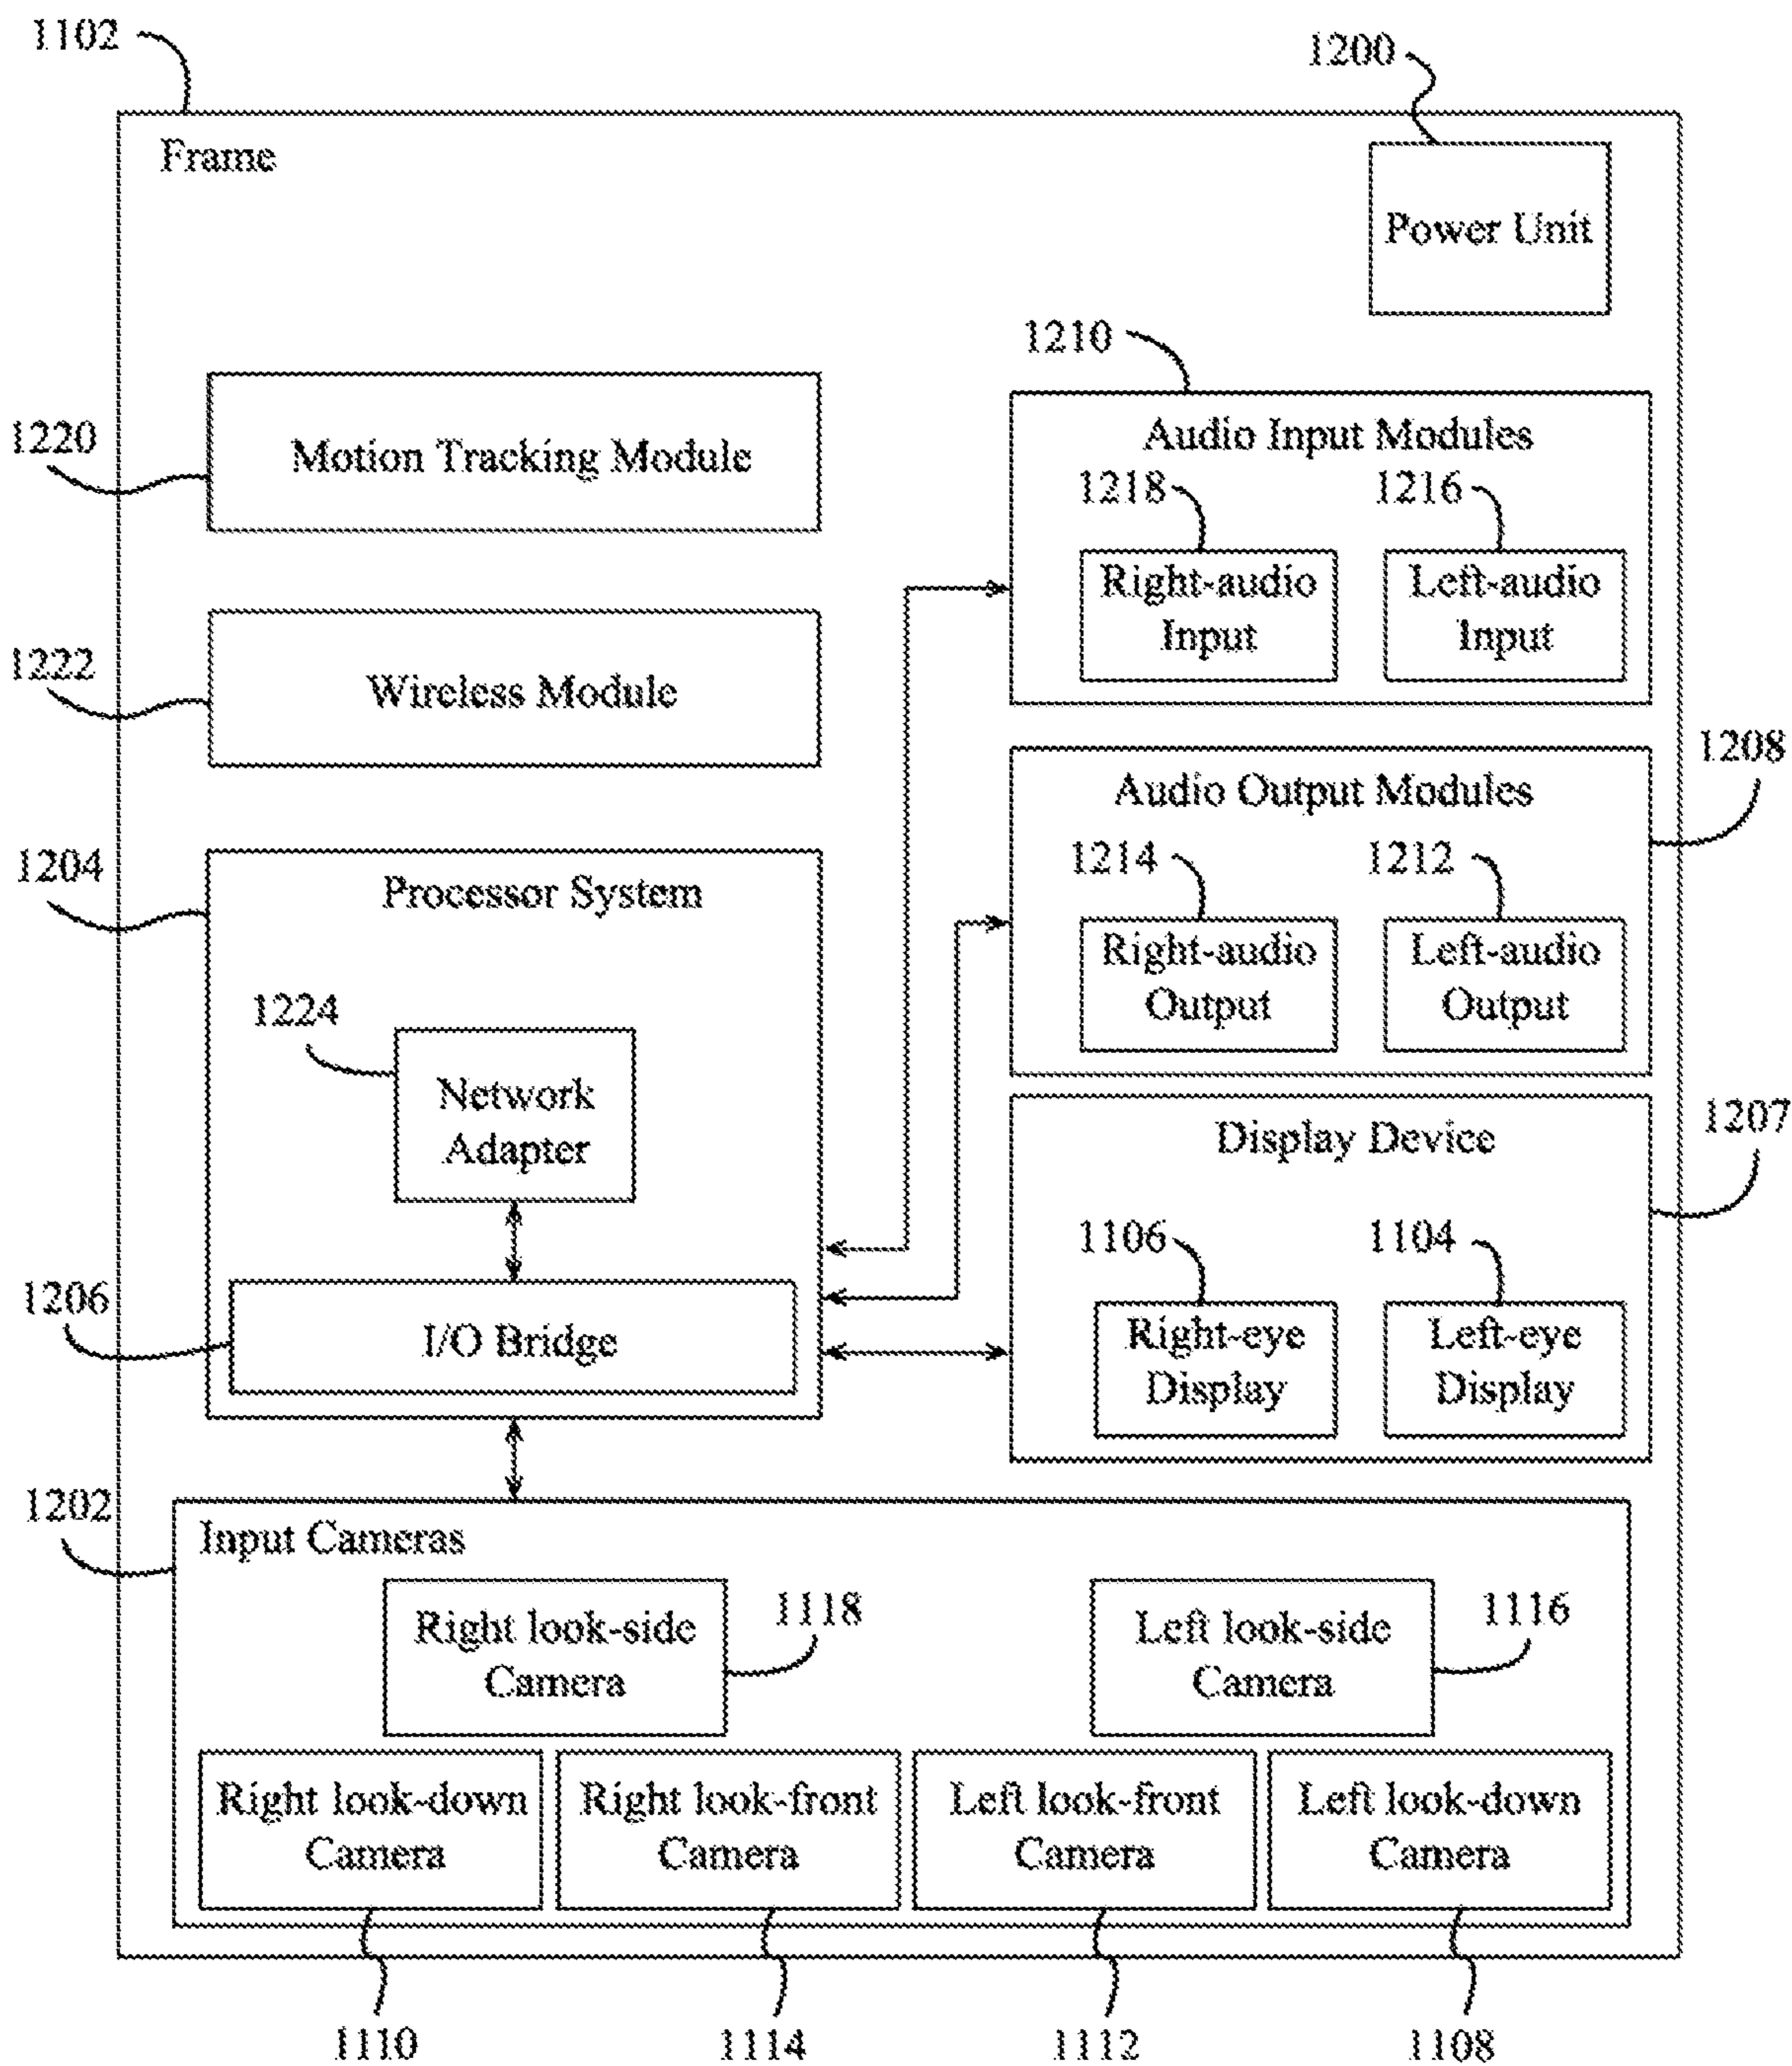 1102
1200
Frame
Power Unit
1210
1220
Motion Tracking Module
Audio Input Modules
1218
1216
Right-audio
Input
Left-audio
Input
1222
Wireless Module
1208
Audio Output Modules
1214
1212
Right-audio
Output
Left-audio
Output
1204
Processor System
1224
Network
Adapter
1207
Display Device
1106
1104
Right-eye
Display
Left-eye
Display
1206
I/O Bridge
1202
Input Cameras
Right look-side
Camera
1118
Left look-side
Camera
1116
Right look-down
Camera
Right look-front
Camera
Left look-front
Camera
Left look-down
Camera
1110
1114
1112
1108